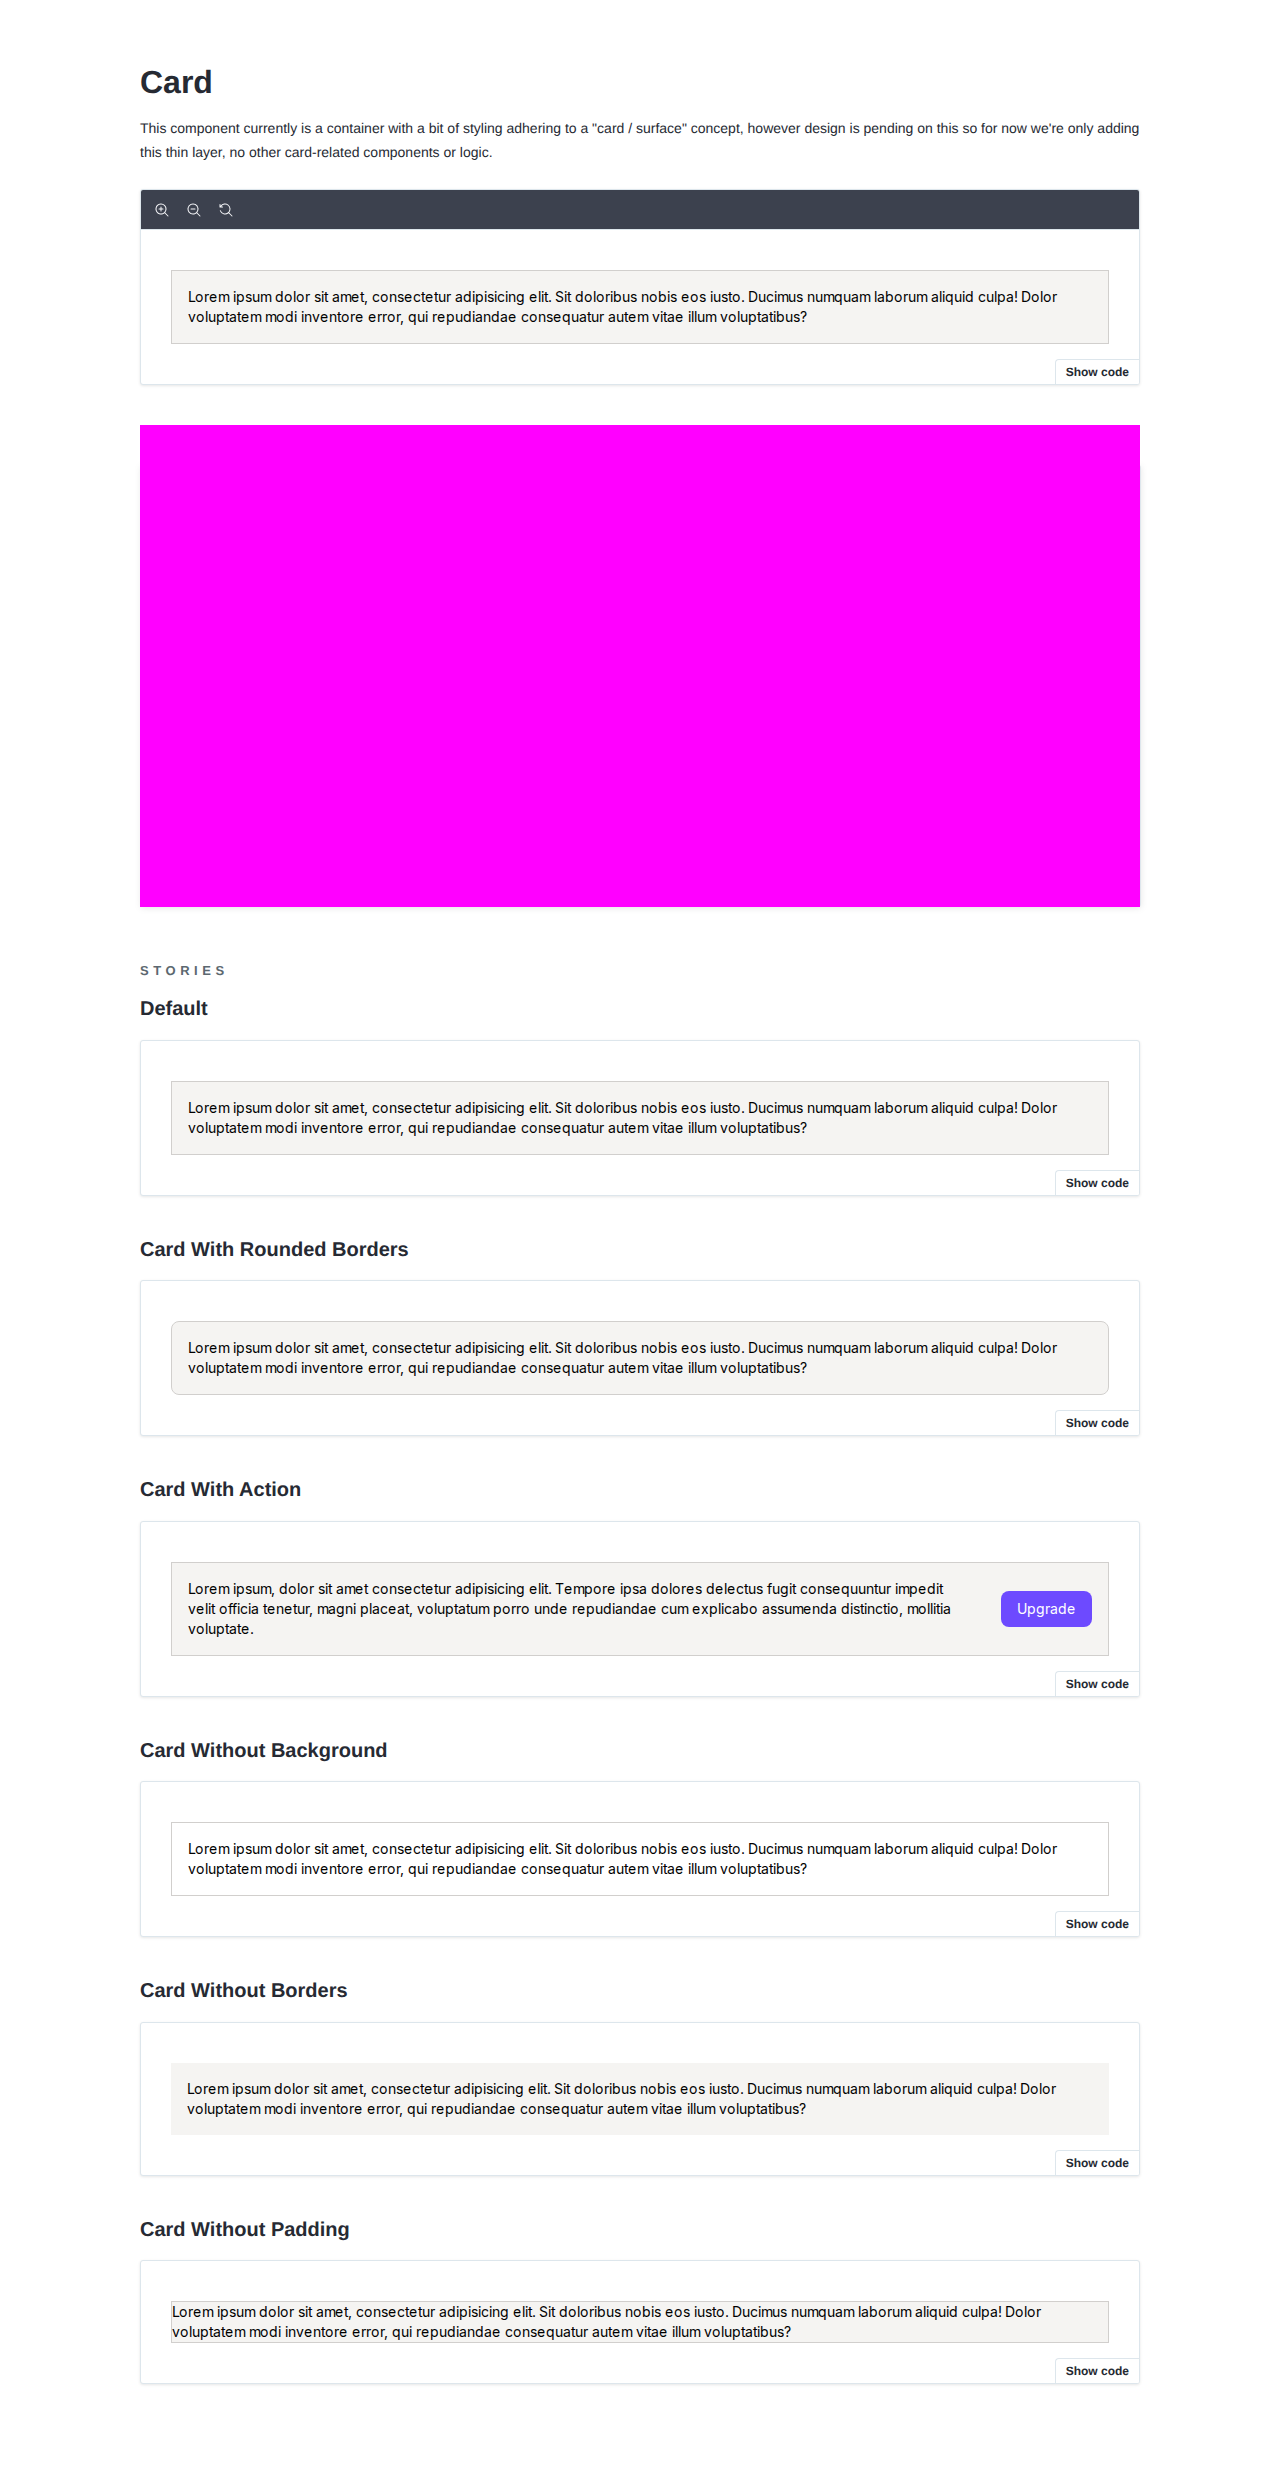 Card
This component currently is a container with a bit of styling adhering to a "card / surface" concept, however design is pending on this so for now we're only adding
this thin layer, no other card-related components or logic.
Lorem ipsum dolor sit amet, consectetur adipisicing elit. Sit doloribus nobis eos iusto. Ducimus numquam laborum aliquid culpa! Dolor
voluptatem modi inventore error, qui repudiandae consequatur autem vitae illum voluptatibus?
Show code
STORIES
Default
Lorem ipsum dolor sit amet, consectetur adipisicing elit. Sit doloribus nobis eos iusto. Ducimus numquam laborum aliquid culpa! Dolor
voluptatem modi inventore error, qui repudiandae consequatur autem vitae illum voluptatibus?
Show code
Card With Rounded Borders
Lorem ipsum dolor sit amet, consectetur adipisicing elit. Sit doloribus nobis eos iusto. Ducimus numquam laborum aliquid culpa! Dolor
voluptatem modi inventore error, qui repudiandae consequatur autem vitae illum voluptatibus?
Show code
Card With Action
Lorem ipsum, dolor sit amet consectetur adipisicing elit. Tempore ipsa dolores delectus fugit consequuntur impedit
velit officia tenetur, magni placeat, voluptatum porro unde repudiandae cum explicabo assumenda distinctio, mollitia
voluptate.
Upgrade
Show code
Card Without Background
Lorem ipsum dolor sit amet, consectetur adipisicing elit. Sit doloribus nobis eos iusto. Ducimus numquam laborum aliquid culpa! Dolor
voluptatem modi inventore error, qui repudiandae consequatur autem vitae illum voluptatibus?
Show code
Card Without Borders
Lorem ipsum dolor sit amet, consectetur adipisicing elit. Sit doloribus nobis eos iusto. Ducimus numquam laborum aliquid culpa! Dolor
voluptatem modi inventore error, qui repudiandae consequatur autem vitae illum voluptatibus?
Show code
Card Without Padding
Lorem ipsum dolor sit amet, consectetur adipisicing elit. Sit doloribus nobis eos iusto. Ducimus numquam laborum aliquid culpa! Dolor
voluptatem modi inventore error, qui repudiandae consequatur autem vitae illum voluptatibus?
Show code